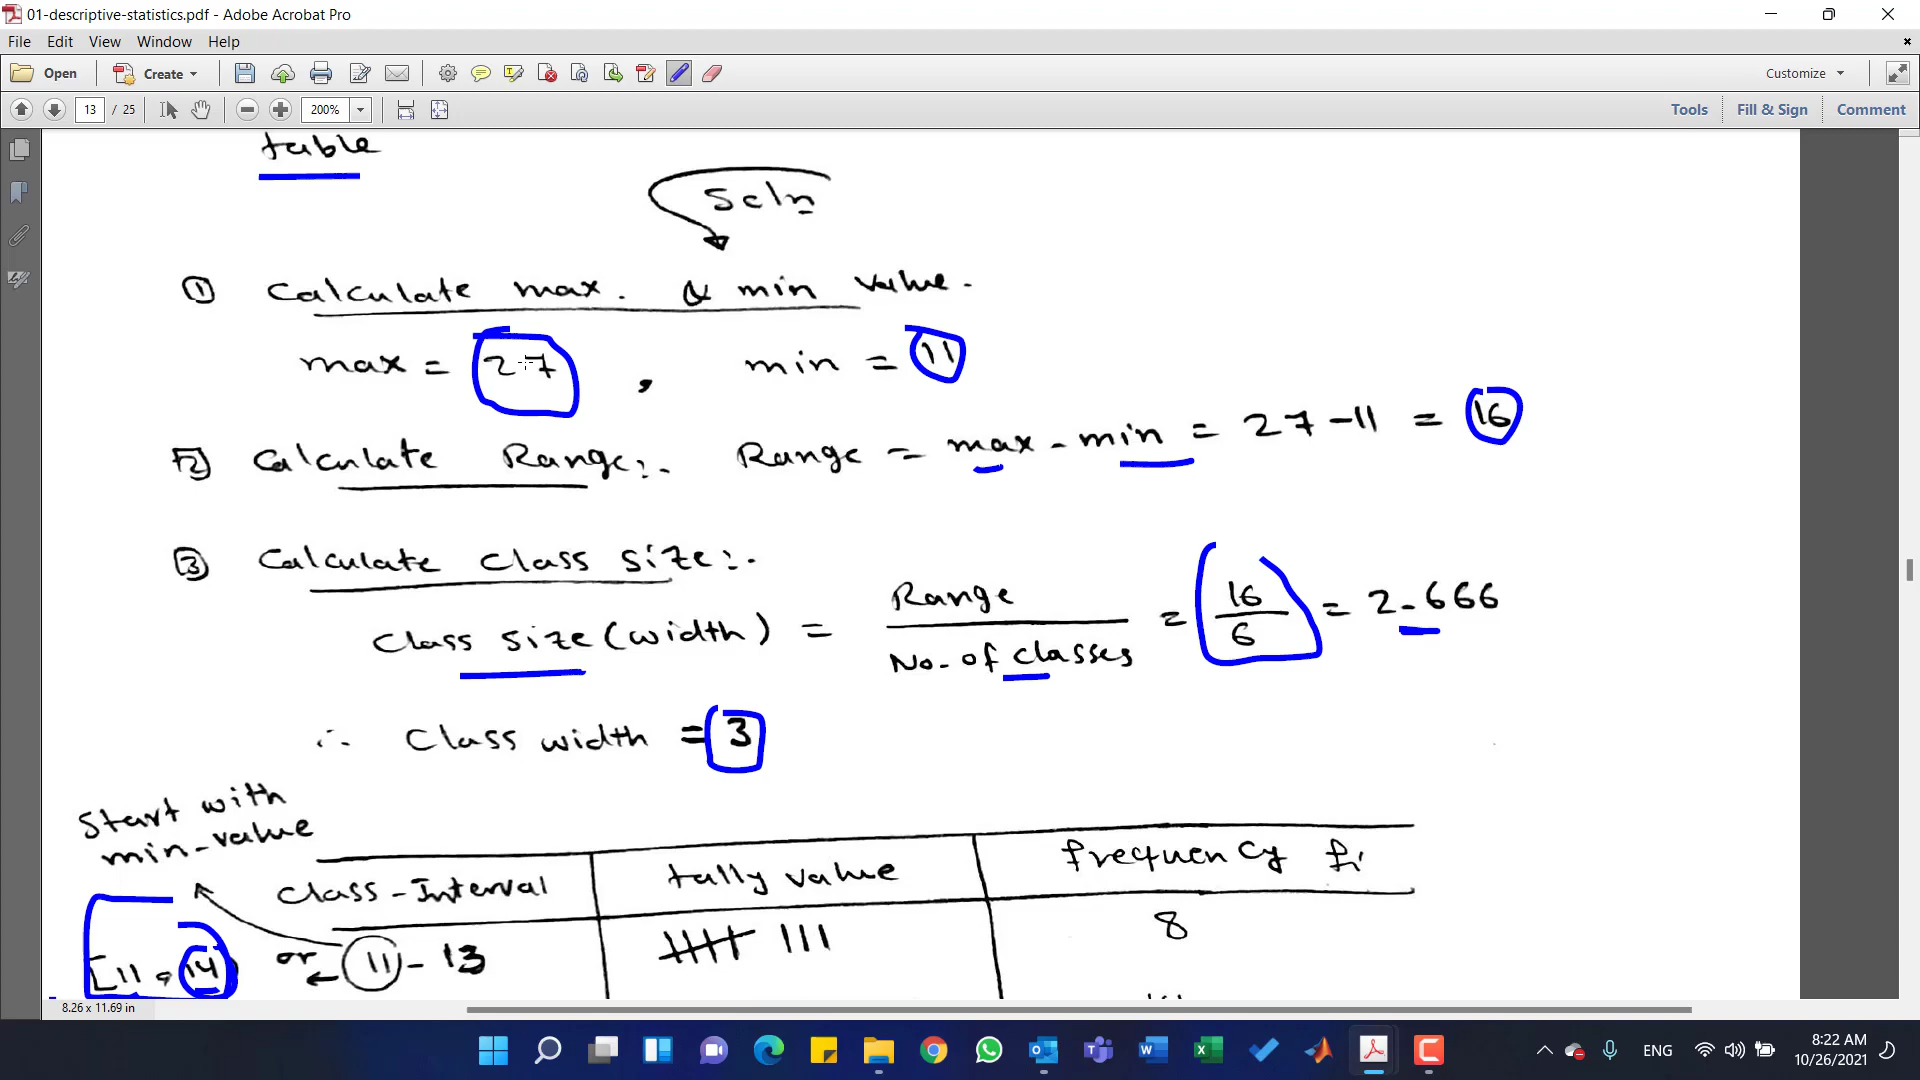 01-descriptive-statistics.pdf - Adobe Acrobat Pro
File Edit View Window Help
Open Create Customize
13 / 25 200% Tools Fill & Sign Comment
table
Soln
① Calculate max. & min value.
max = 27 , min = 11
2 Calculate Range:. Range = max - min = 27 - 11 = 16
3 Calculate class size:.
Class size (width) = Range / No. of classes = 16 / 6 = 2.666
∴ Class width = 3
Start with
min-value
Class-Interval tally value frequency fi
[11, 14) or 11 - 13 8
8.26 x 11.69 in
ENG
8:22 AM
10/26/2021